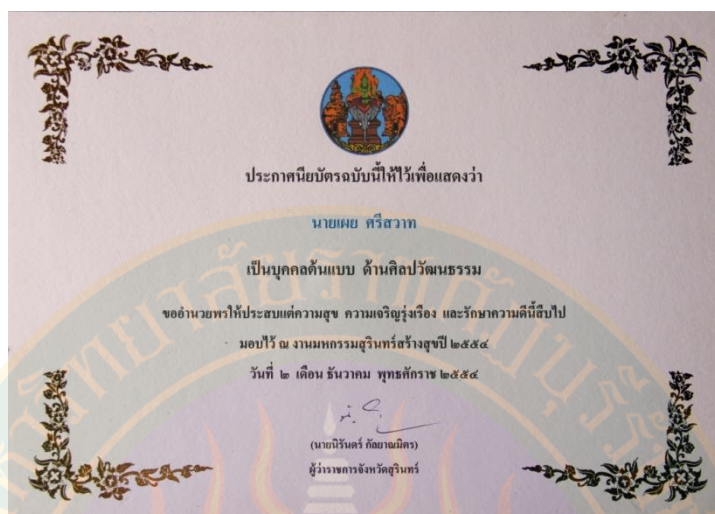 ประกาศนียบัตรฉบับนี้ให้ไว้เพื่อแสดงว่า
นายเผย ศรีสวาท
เป็นบุคคลต้นแบบ ด้านศิลปวัฒนธรรม
ขออำนวยพรให้ประสบแต่ความสุข ความเจริญรุ่งเรือง และรักษาความดีนี้สืบไป
มอบไว้ ณ งานมหกรรมสุรินทร์สร้างสุขปี ๒๕๕๔
วันที่ ๒ เดือน ธันวาคม พุทธศักราช ๒๕๕๔
(นายนิรันดร์ กัลยาณมิตร)
ผู้ว่าราชการจังหวัดสุรินทร์